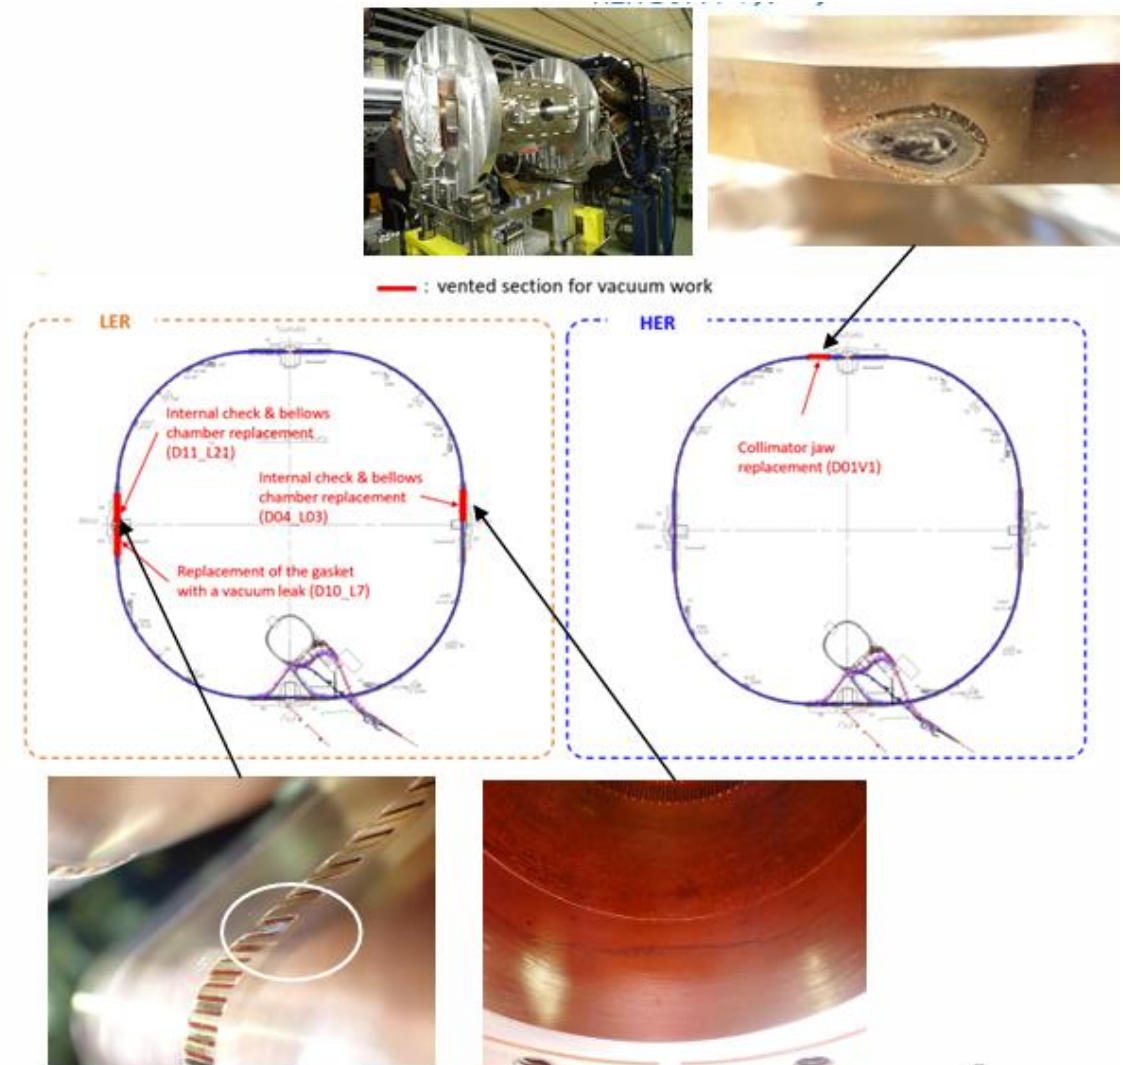 : vented section for vacuum work
LER
HER
Internal check & bellows
chamber replacement
(D11_L21)
Internal check & bellows
chamber replacement
(D04_L03)
Replacement of the gasket
with a vacuum leak (D10_L7)
Collimator jaw
replacement (D01V1)